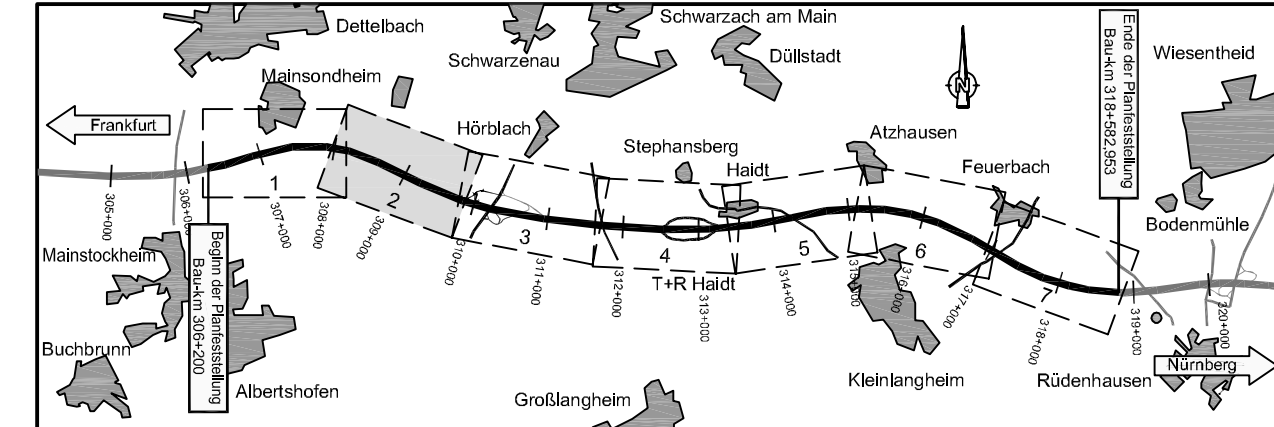 Dettelbach
Schwarzach am Main
Schwarzenau
Düllstadt
Wiesentheid
Mainsondheim
Ende der Planfeststellung
Bau-km 318+582,953
Frankfurt
N
Hörblach
Stephansberg
Haidt
Atzhausen
Feuerbach
1
2
3
4
5
6
7
T+R Haidt
305+000
306+0
307+000
308+000
309+000
310+000
311+000
312+000
313+000
314+000
315+000
316+000
317+000
318+000
319+000
320+000
Bodenmühle
Mainstockheim
Beginn der Planfeststellung
Bau-km 306+200
Buchbrunn
Albertshofen
Großlangheim
Kleinlangheim
Rüdenhausen
Nürnberg